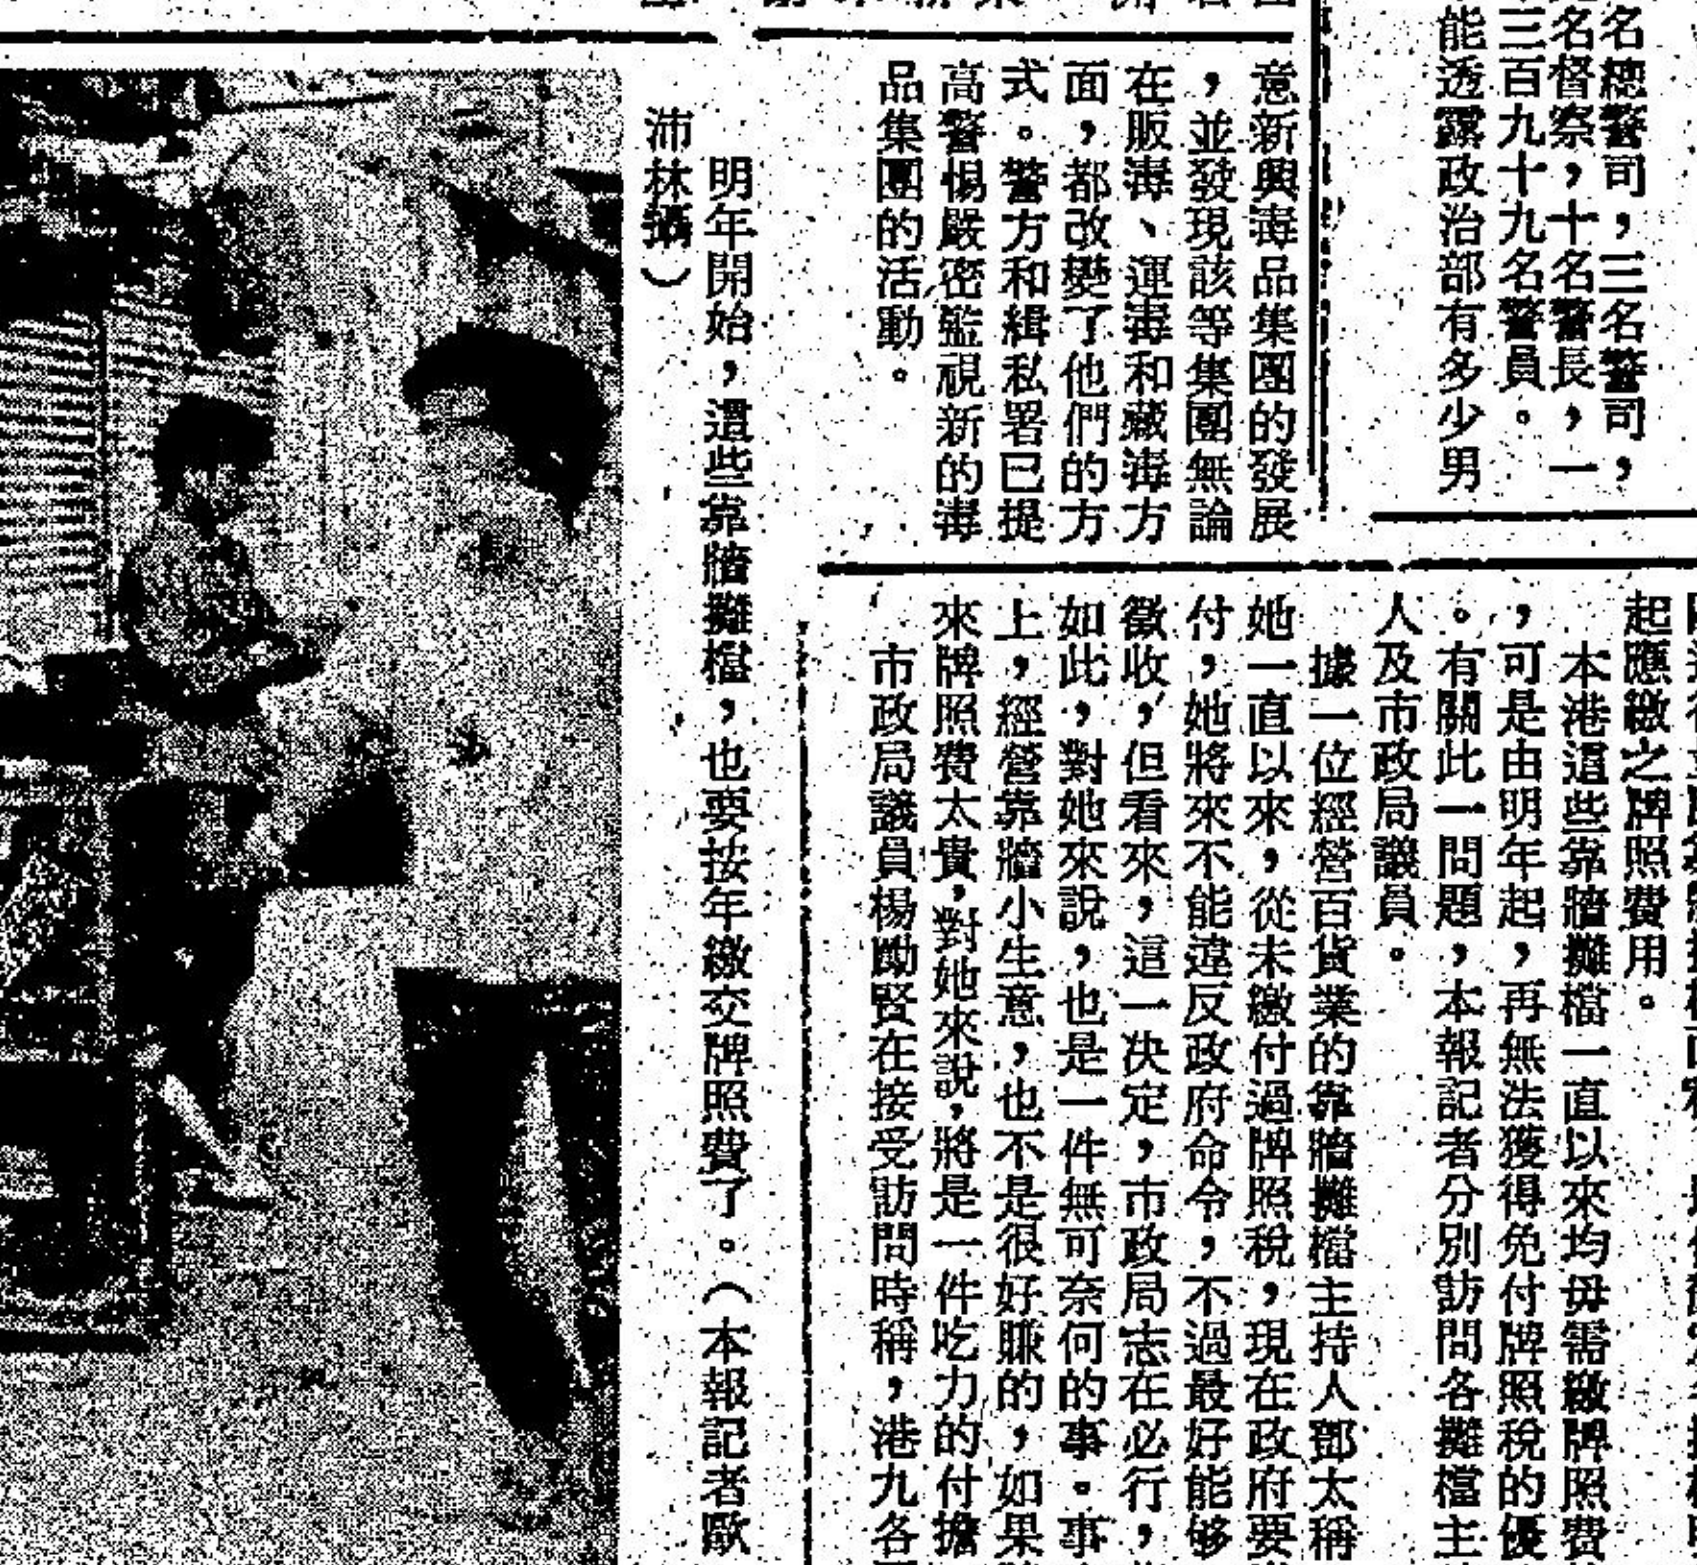 名總警司，三名警司，
名督察，十名警長，一
三百九十九名警員。
能透露政治部有多少男
意新興毒品集團的發展
，並發現該等集團無論
在販毒、運毒和藏毒方
面，都改變了他們的方
式。警方和緝私署已提
高警惕嚴密監視新的毒
品集團的活動。
起應繳之牌照費用。
本港這些靠牆攤檔一直以來均毋需繳牌照費
，可是由明年起，再無法獲得免付牌照稅的優
。有關此一問題，本報記者分別訪問各攤檔主
人及市政局議員。
據一位經營百貨業的靠牆攤檔主持人鄧太稱
她一直以來，從未繳付過牌照稅，現在政府要
付，她將來不能違反政府命令，不過最好能够
徵收，但看來，這一决定，市政局志在必行，
如此，對她來說，也是一件無可奈何的事。事
上，經營靠牆小生意，也不是很好賺的，如果
來牌照費太貴，對她來說，將是一件吃力的付擔
市政局議員楊勵賢在接受訪問時稱，港九各
明年開始，這些靠牆攤檔，也要按年繳交牌照費了。（本報記者歐
沛林攝）